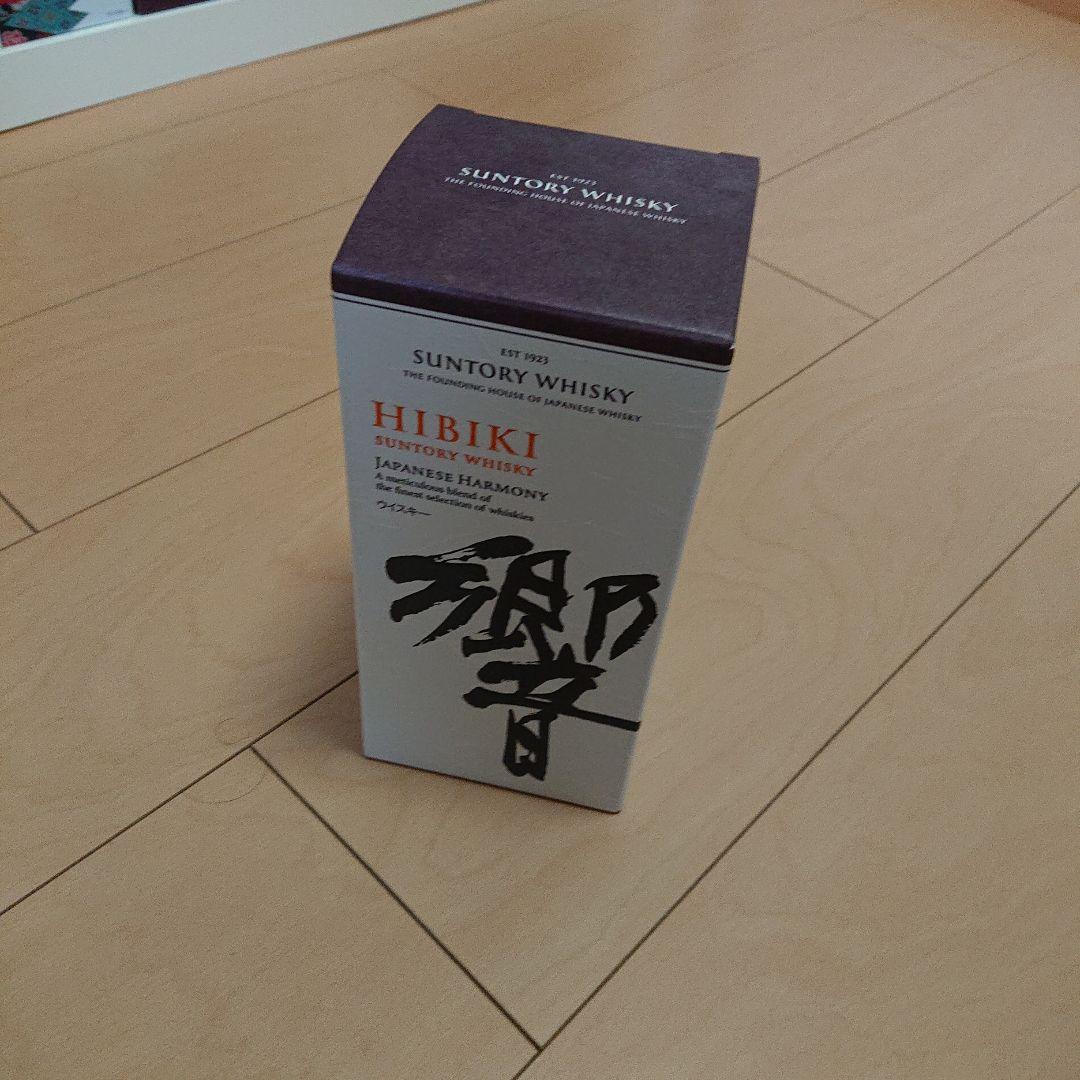 EST 1923
SUNTORY WHISKY
THE FOUNDING HOUSE OF JAPANESE WHISKY
EST 1923
SUNTORY WHISKY
THE FOUNDING HOUSE OF JAPANESE WHISKY
HIBIKI
SUNTORY WHISKY
JAPANESE HARMONY
A meticulous blend of
the finest selection of whiskies
ウイスキー
響